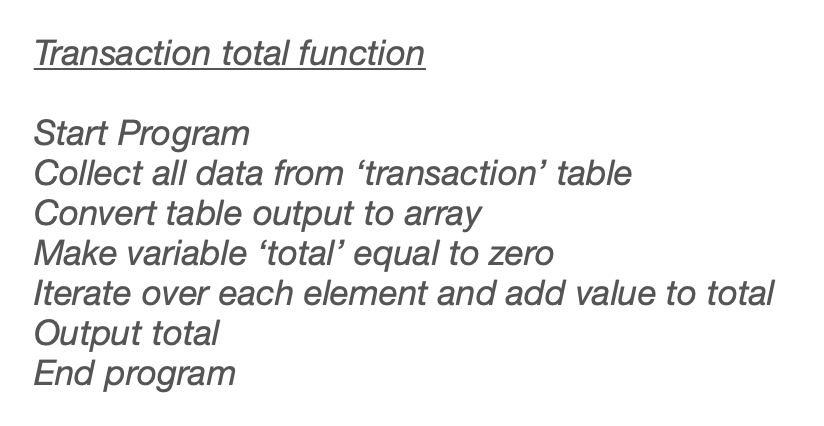 Transaction total function
Start Program
Collect all data from ‘transaction’ table
Convert table output to array
Make variable ‘total’ equal to zero
Iterate over each element and add value to total
Output total
End program